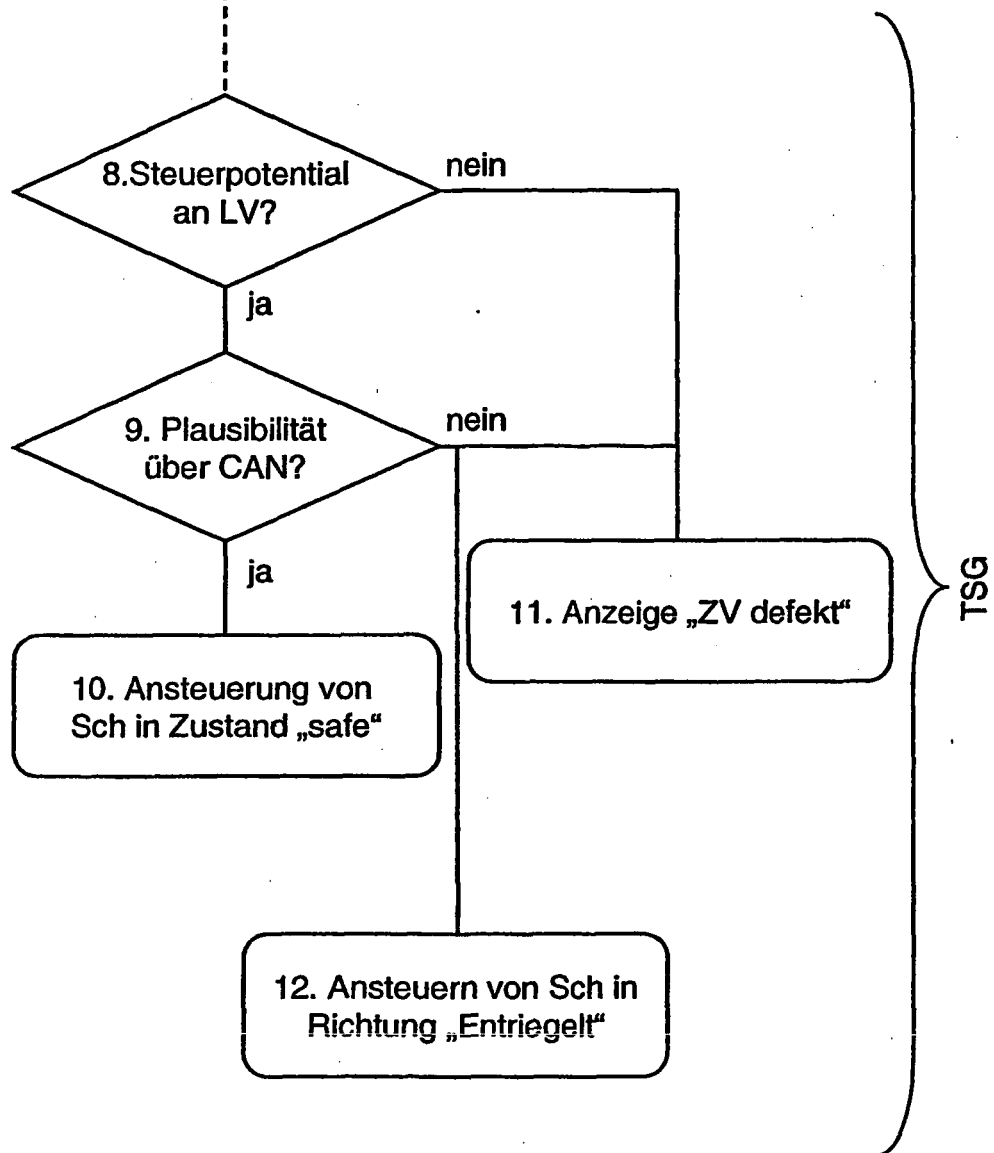 8.Steuerpotential
an LV?
nein
ja
9. Plausibilität
über CAN?
nein
ja
10. Ansteuerung von
Sch in Zustand „safe“
11. Anzeige „ZV defekt“
12. Ansteuern von Sch in
Richtung „Entriegelt“
TSG